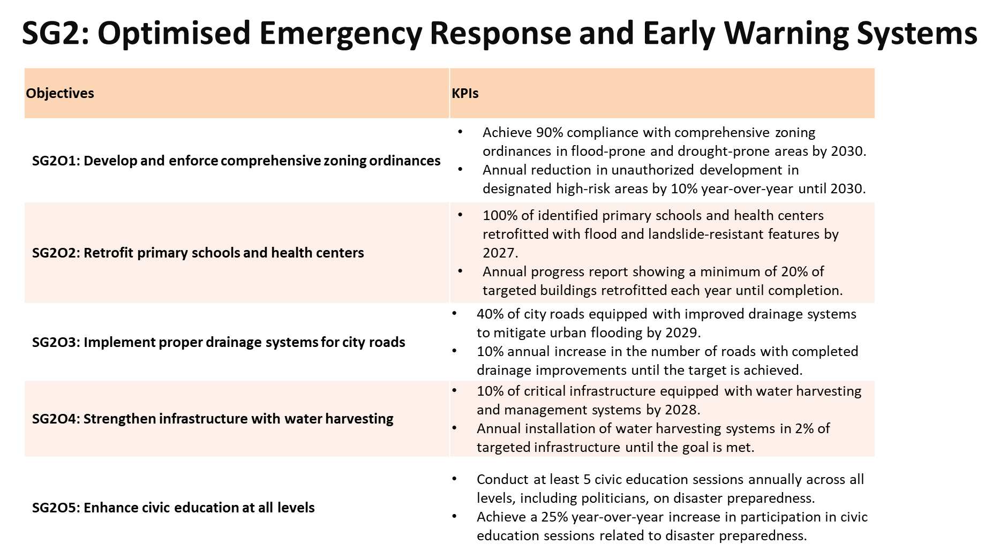 SG2: Optimised Emergency Response and Early Warning Systems
Objectives
KPIs
SG2O1: Develop and enforce comprehensive zoning ordinances
• Achieve 90% compliance with comprehensive zoning
ordinances in flood-prone and drought-prone areas by 2030.
• Annual reduction in unauthorized development in
designated high-risk areas by 10% year-over-year until 2030.
SG2O2: Retrofit primary schools and health centers
• 100% of identified primary schools and health centers
retrofitted with flood and landslide-resistant features by
2027.
• Annual progress report showing a minimum of 20% of
targeted buildings retrofitted each year until completion.
SG2O3: Implement proper drainage systems for city roads
• 40% of city roads equipped with improved drainage systems
to mitigate urban flooding by 2029.
• 10% annual increase in the number of roads with completed
drainage improvements until the target is achieved.
SG2O4: Strengthen infrastructure with water harvesting
• 10% of critical infrastructure equipped with water harvesting
and management systems by 2028.
• Annual installation of water harvesting systems in 2% of
targeted infrastructure until the goal is met.
SG2O5: Enhance civic education at all levels
• Conduct at least 5 civic education sessions annually across all
levels, including politicians, on disaster preparedness.
• Achieve a 25% year-over-year increase in participation in civic
education sessions related to disaster preparedness.